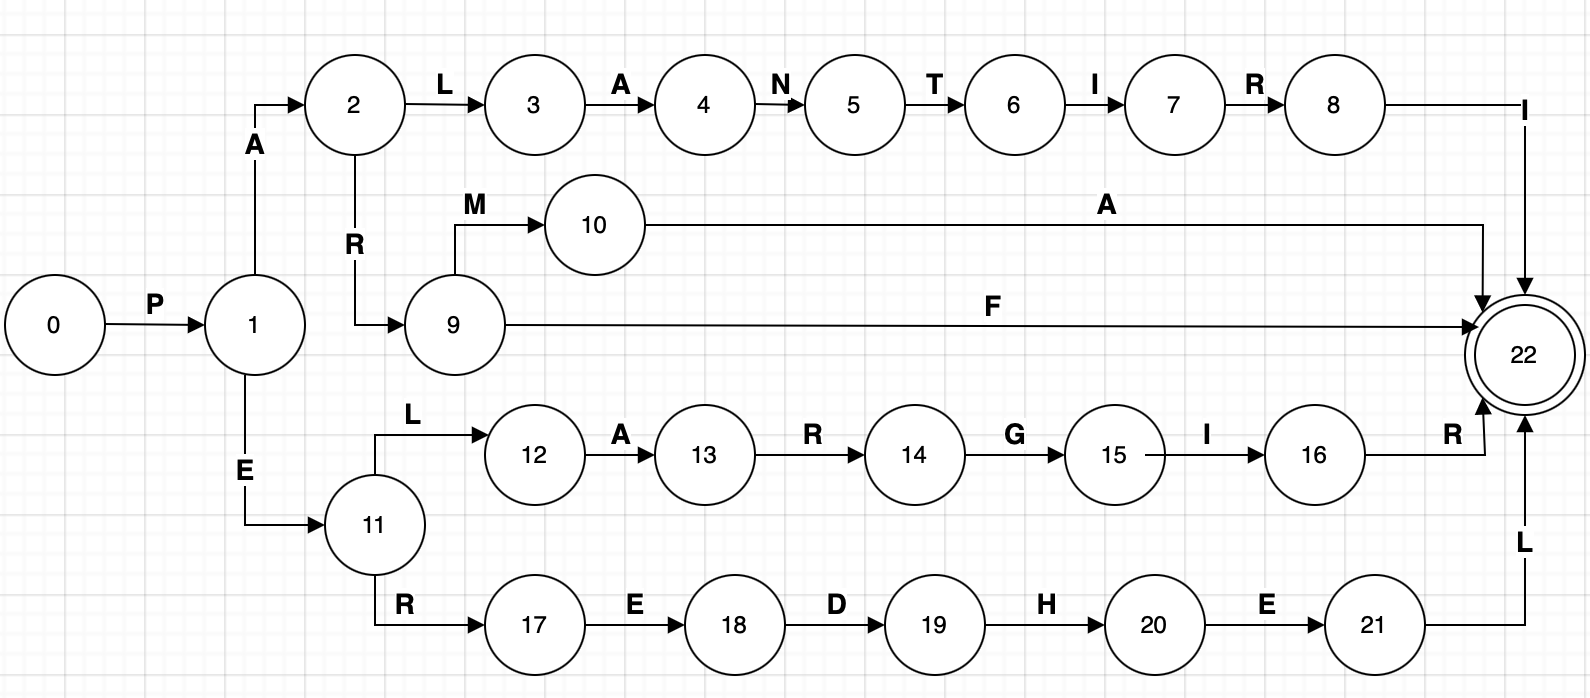 2 L 3 A 4 N 5 T 6 I 7 R 8 I
A
M 10 A
R
0 P 1 9 F 22
L 12 A 13 R 14 G 15 I 16 R
E
11
L
R 17 E 18 D 19 H 20 E 21